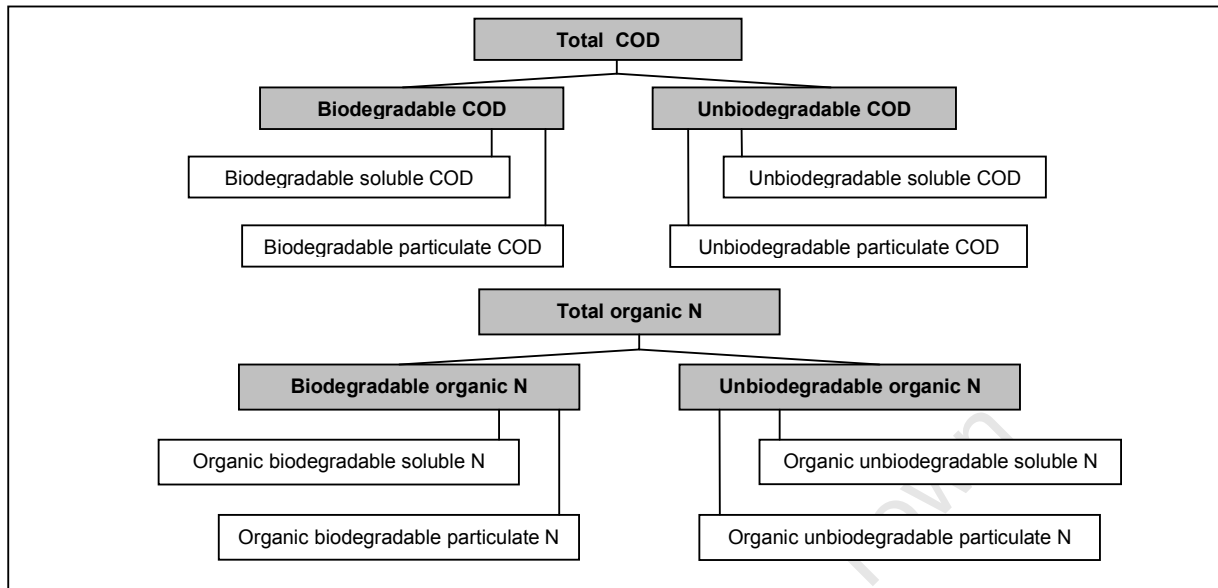 Total COD
Biodegradable COD
Unbiodegradable COD
Biodegradable soluble COD
Unbiodegradable soluble COD
Biodegradable particulate COD
Unbiodegradable particulate COD
Total organic N
Biodegradable organic N
Unbiodegradable organic N
Organic biodegradable soluble N
Organic unbiodegradable soluble N
Organic biodegradable particulate N
Organic unbiodegradable particulate N